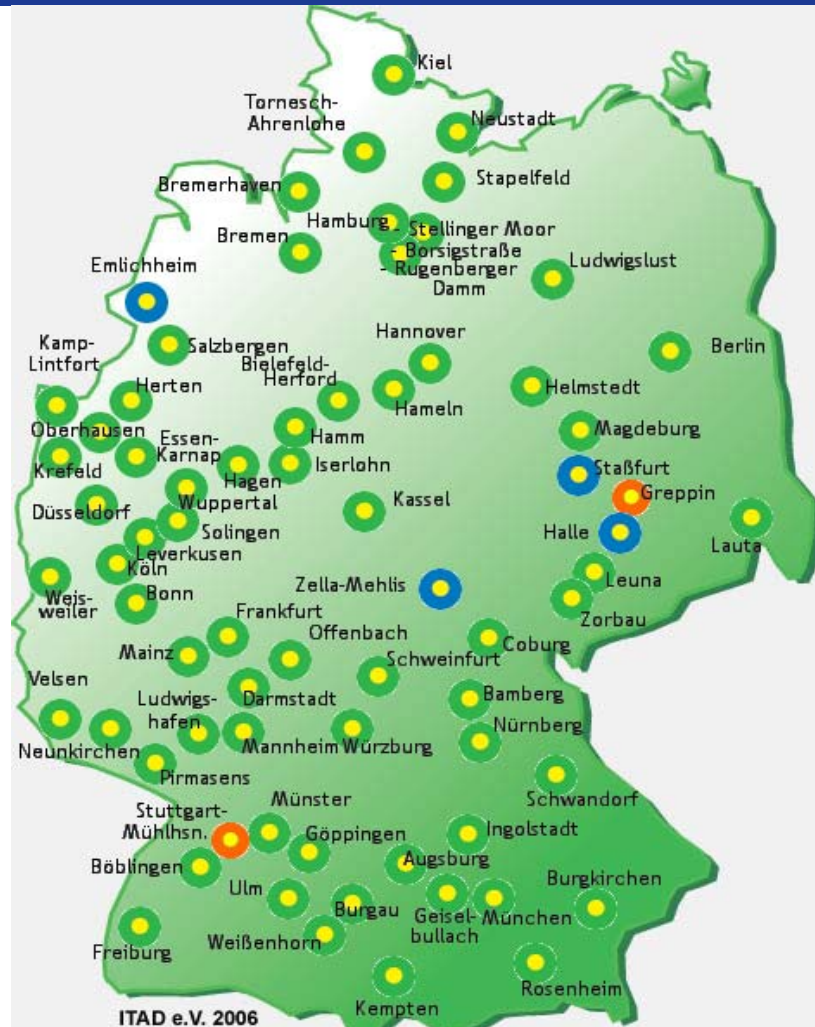 Kiel
Tornesch-
Ahrenlohe
Neustadt
Bremerhaven
Stapelfeld
Hamburg
- Stellinger Moor
- Borsigstraße
- Rugenberger
Damm
Bremen
Ludwigslust
Emlichheim
Kamp-
Lintfort
Salzbergen
Hannover
Berlin
Bielefeld-
Herford
Herten
Hameln
Helmstedt
Oberhausen
Hamm
Magdeburg
Essen-
Karnap
Krefeld
Hagen
Iserlohn
Staßfurt
Greppin
Düsseldorf
Wuppertal
Kassel
Solingen
Halle
Lauta
Leverkusen
Köln
Leuna
Weis-
weiler
Bonn
Zella-Mehlis
Zorbau
Frankfurt
Offenbach
Coburg
Mainz
Schweinfurt
Velsen
Ludwigs-
hafen
Darmstadt
Bamberg
Neunkirchen
Mannheim
Würzburg
Nürnberg
Pirmasens
Schwandorf
Stuttgart-
Mühlhsn.
Münster
Göppingen
Ingolstadt
Böblingen
Augsburg
Ulm
Burgau
Geisel-
bullach
München
Burgkirchen
Freiburg
Weißenhorn
Kempten
Rosenheim
ITAD e.V. 2006